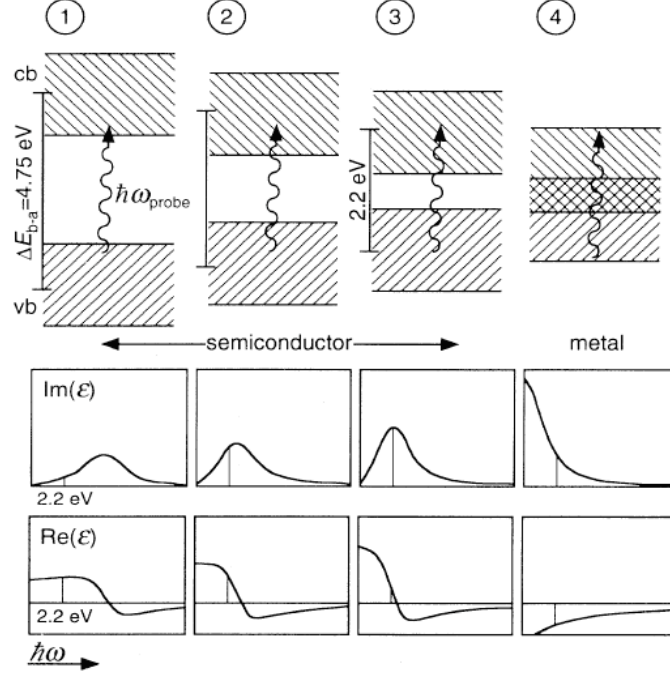 1 2 3 4
cb
ΔE_b-a=4.75 eV
ħω_probe
2.2 eV
vb
semiconductor metal
Im(ε)
2.2 eV
Re(ε)
2.2 eV
ħω